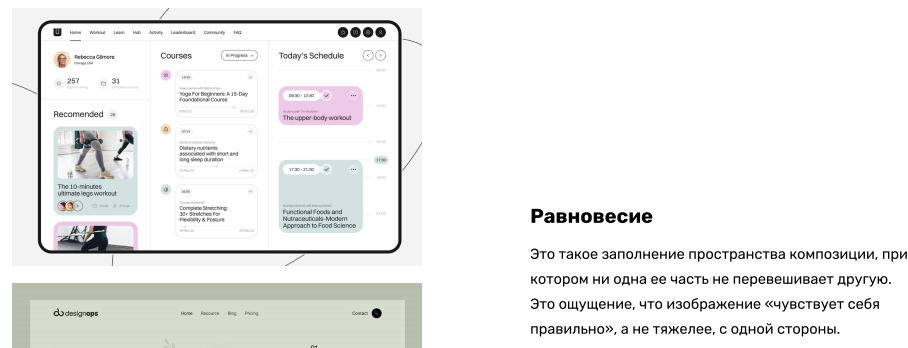 Home Workout Learn Hub Activity Leaderboard Community FAQ
Rebecca Gilmore
Chicago, USA
257
31
Recomended
The 10-minutes
ultimate legs workout
Courses
In Progress
Yoga For Beginners: A 15-Day
Foundational Course
Dietary nutrients
associated with short and
long sleep duration
Complete Stretching:
30+ Stretches For
Flexibility & Posture
Today's Schedule
09:30 - 12:30
The upper-body workout
17:30
17:30 - 21:30
Functional Foods and
Nutraceuticals-Modern
Approach to Food Science
designops
Home Resource Blog Pricing
Contact
01
Равновесие
Это такое заполнение пространства композиции, при
котором ни одна ее часть не перевешивает другую.
Это ощущение, что изображение «чувствует себя
правильно», а не тяжелее, с одной стороны.